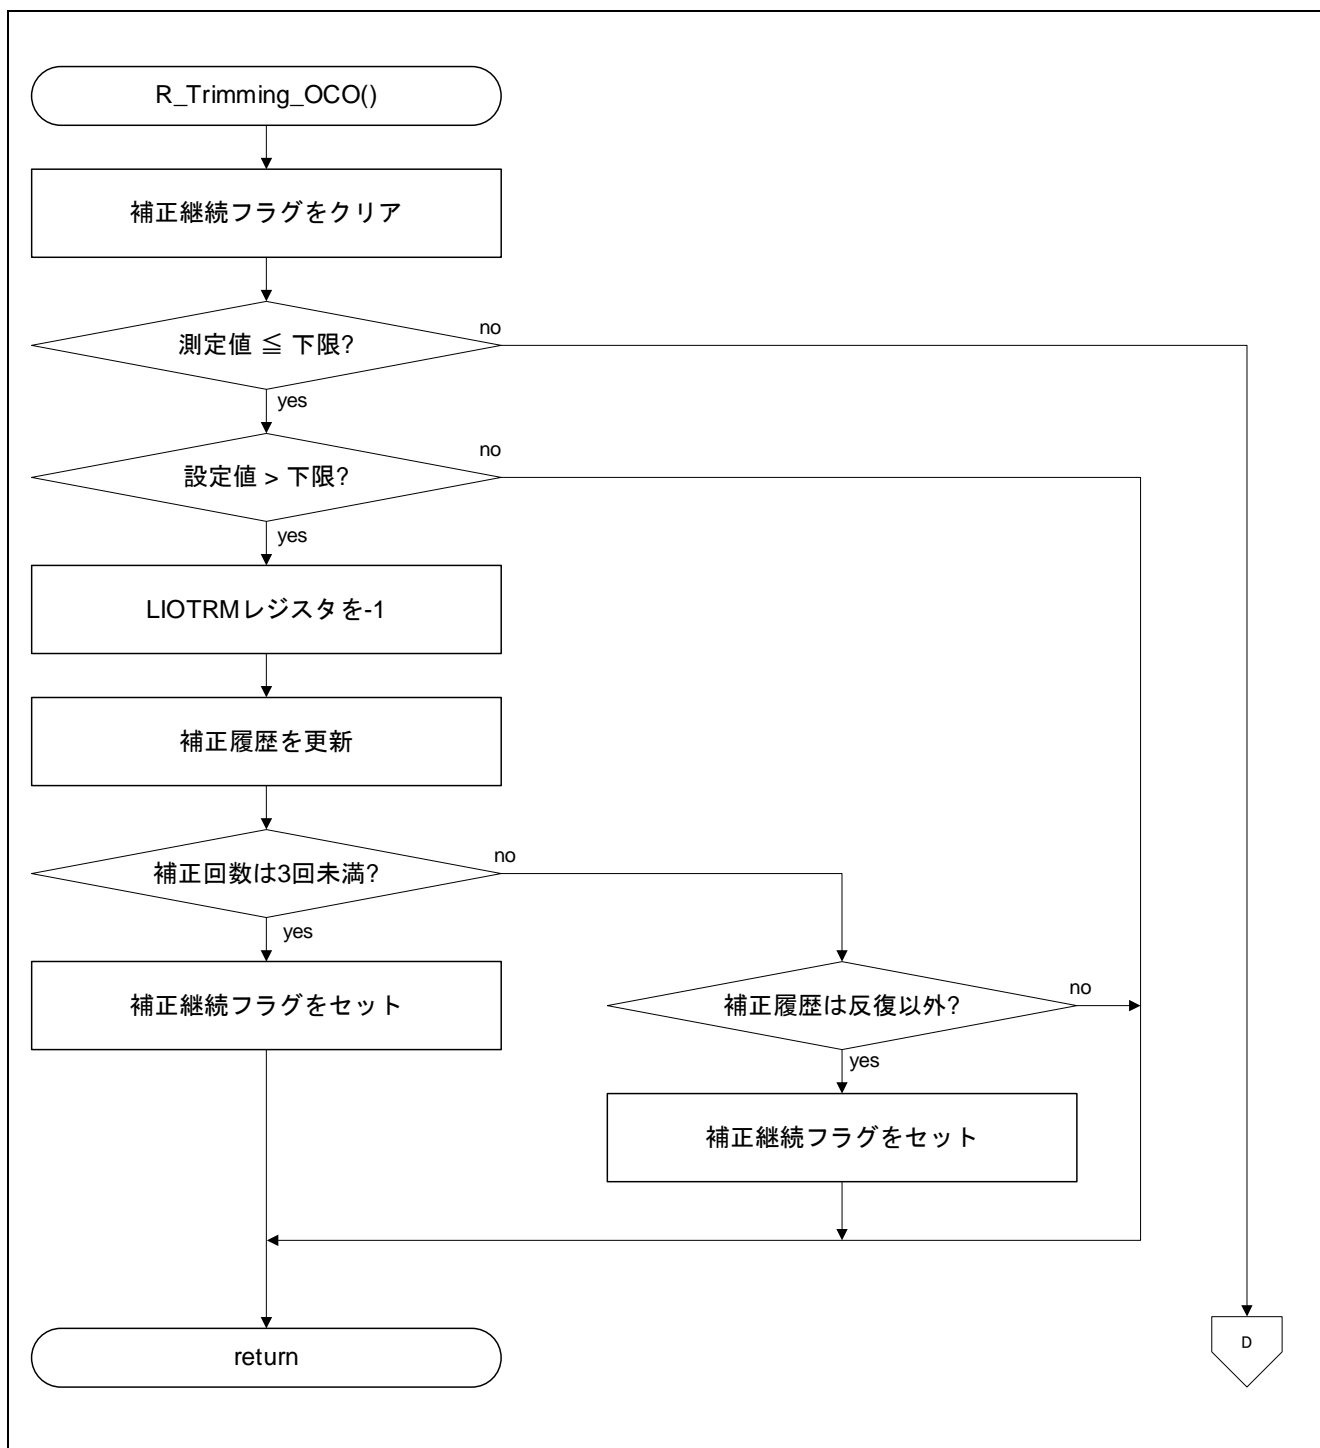 R_Trimming_OCO()
補正継続フラグをクリア
測定値 ≦ 下限?
no
yes
設定値 > 下限?
no
yes
LIOTRMレジスタを-1
補正履歴を更新
補正回数は3回未満?
no
yes
補正継続フラグをセット
補正履歴は反復以外?
no
yes
補正継続フラグをセット
return
D